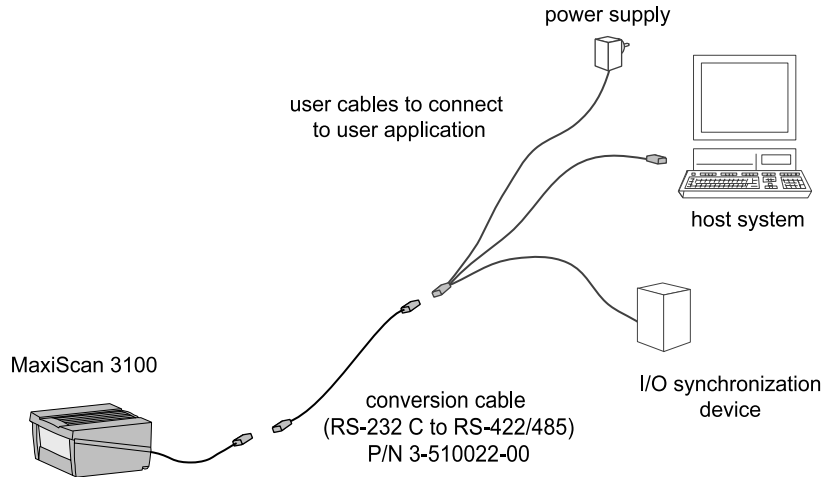 power supply
user cables to connect
to user application
host system
MaxiScan 3100
I/O synchronization
device
conversion cable
(RS-232 C to RS-422/485)
P/N 3-510022-00